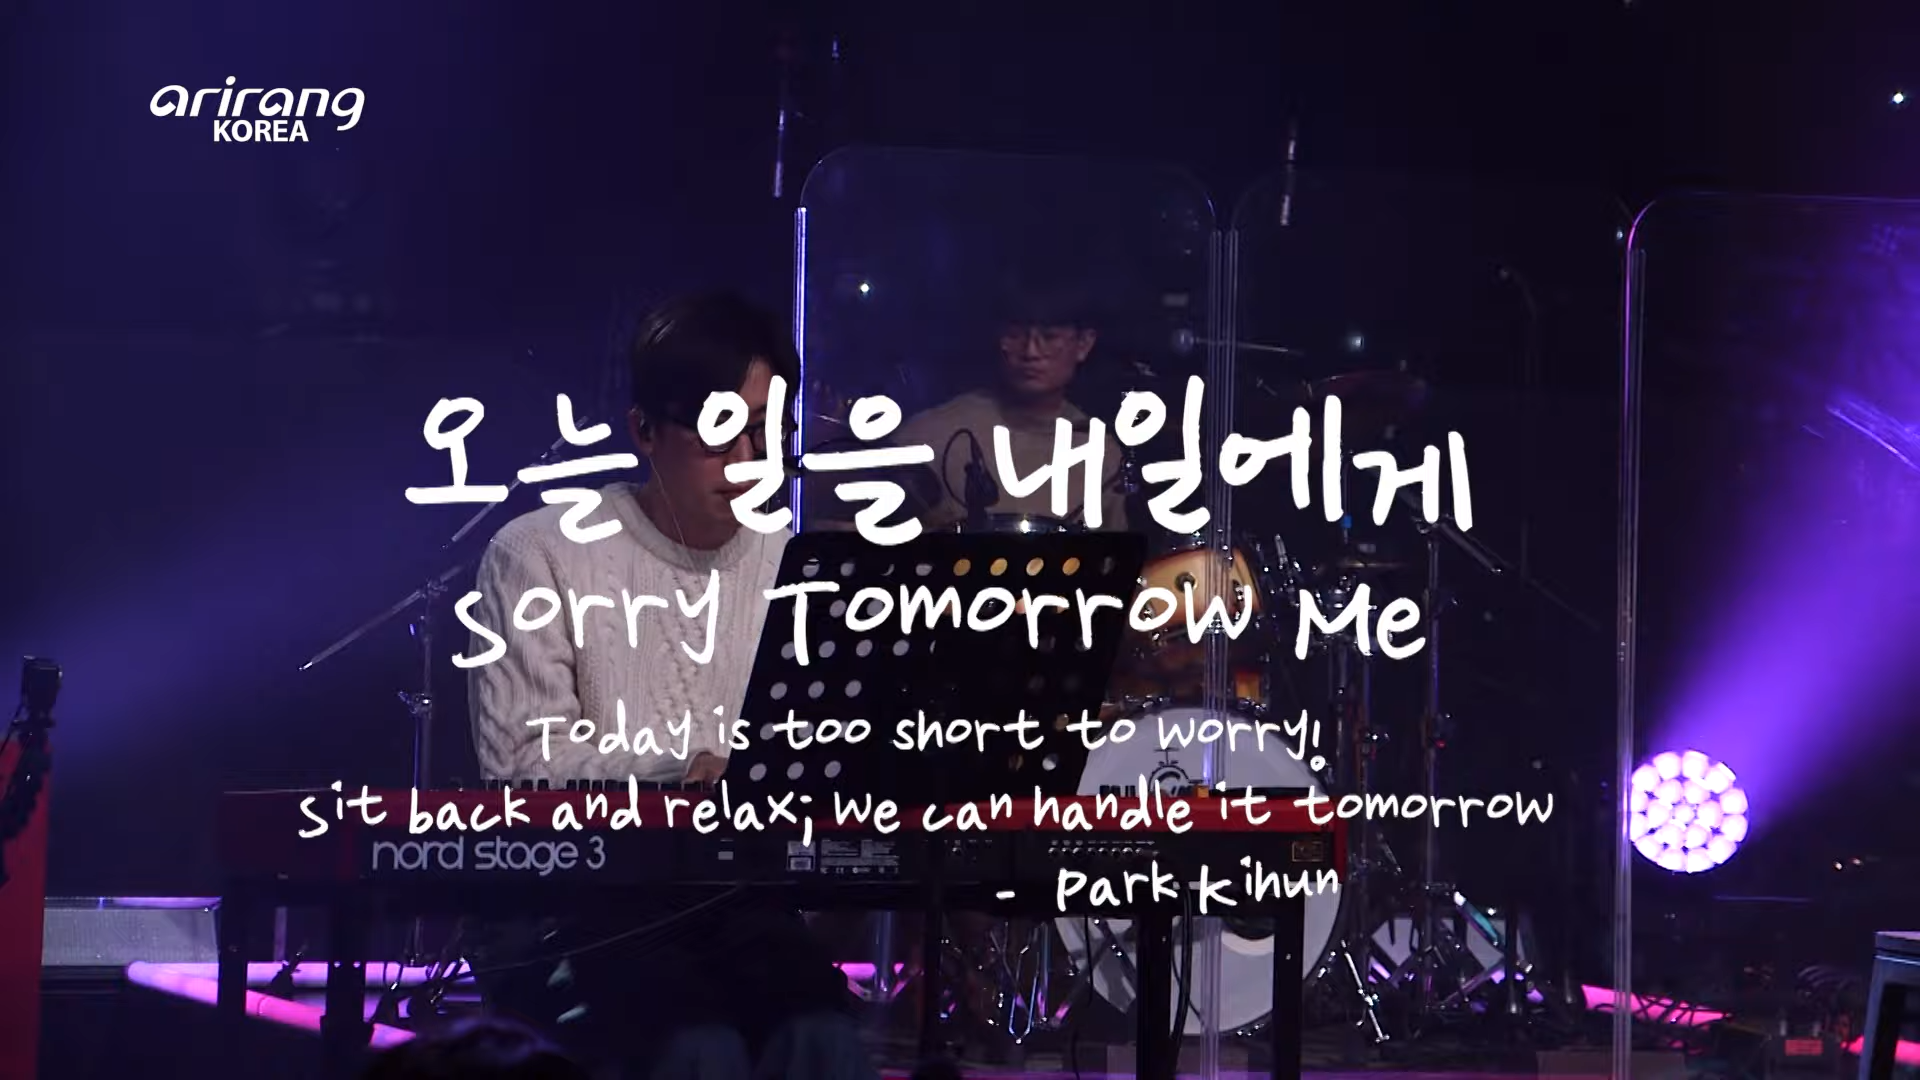 arirang
KOREA
오늘 일을 내일에게
Sorry Tomorrow Me
Today is too short to worry!
Sit back and relax; we can handle it tomorrow
nord stage 3
- Park Kihun